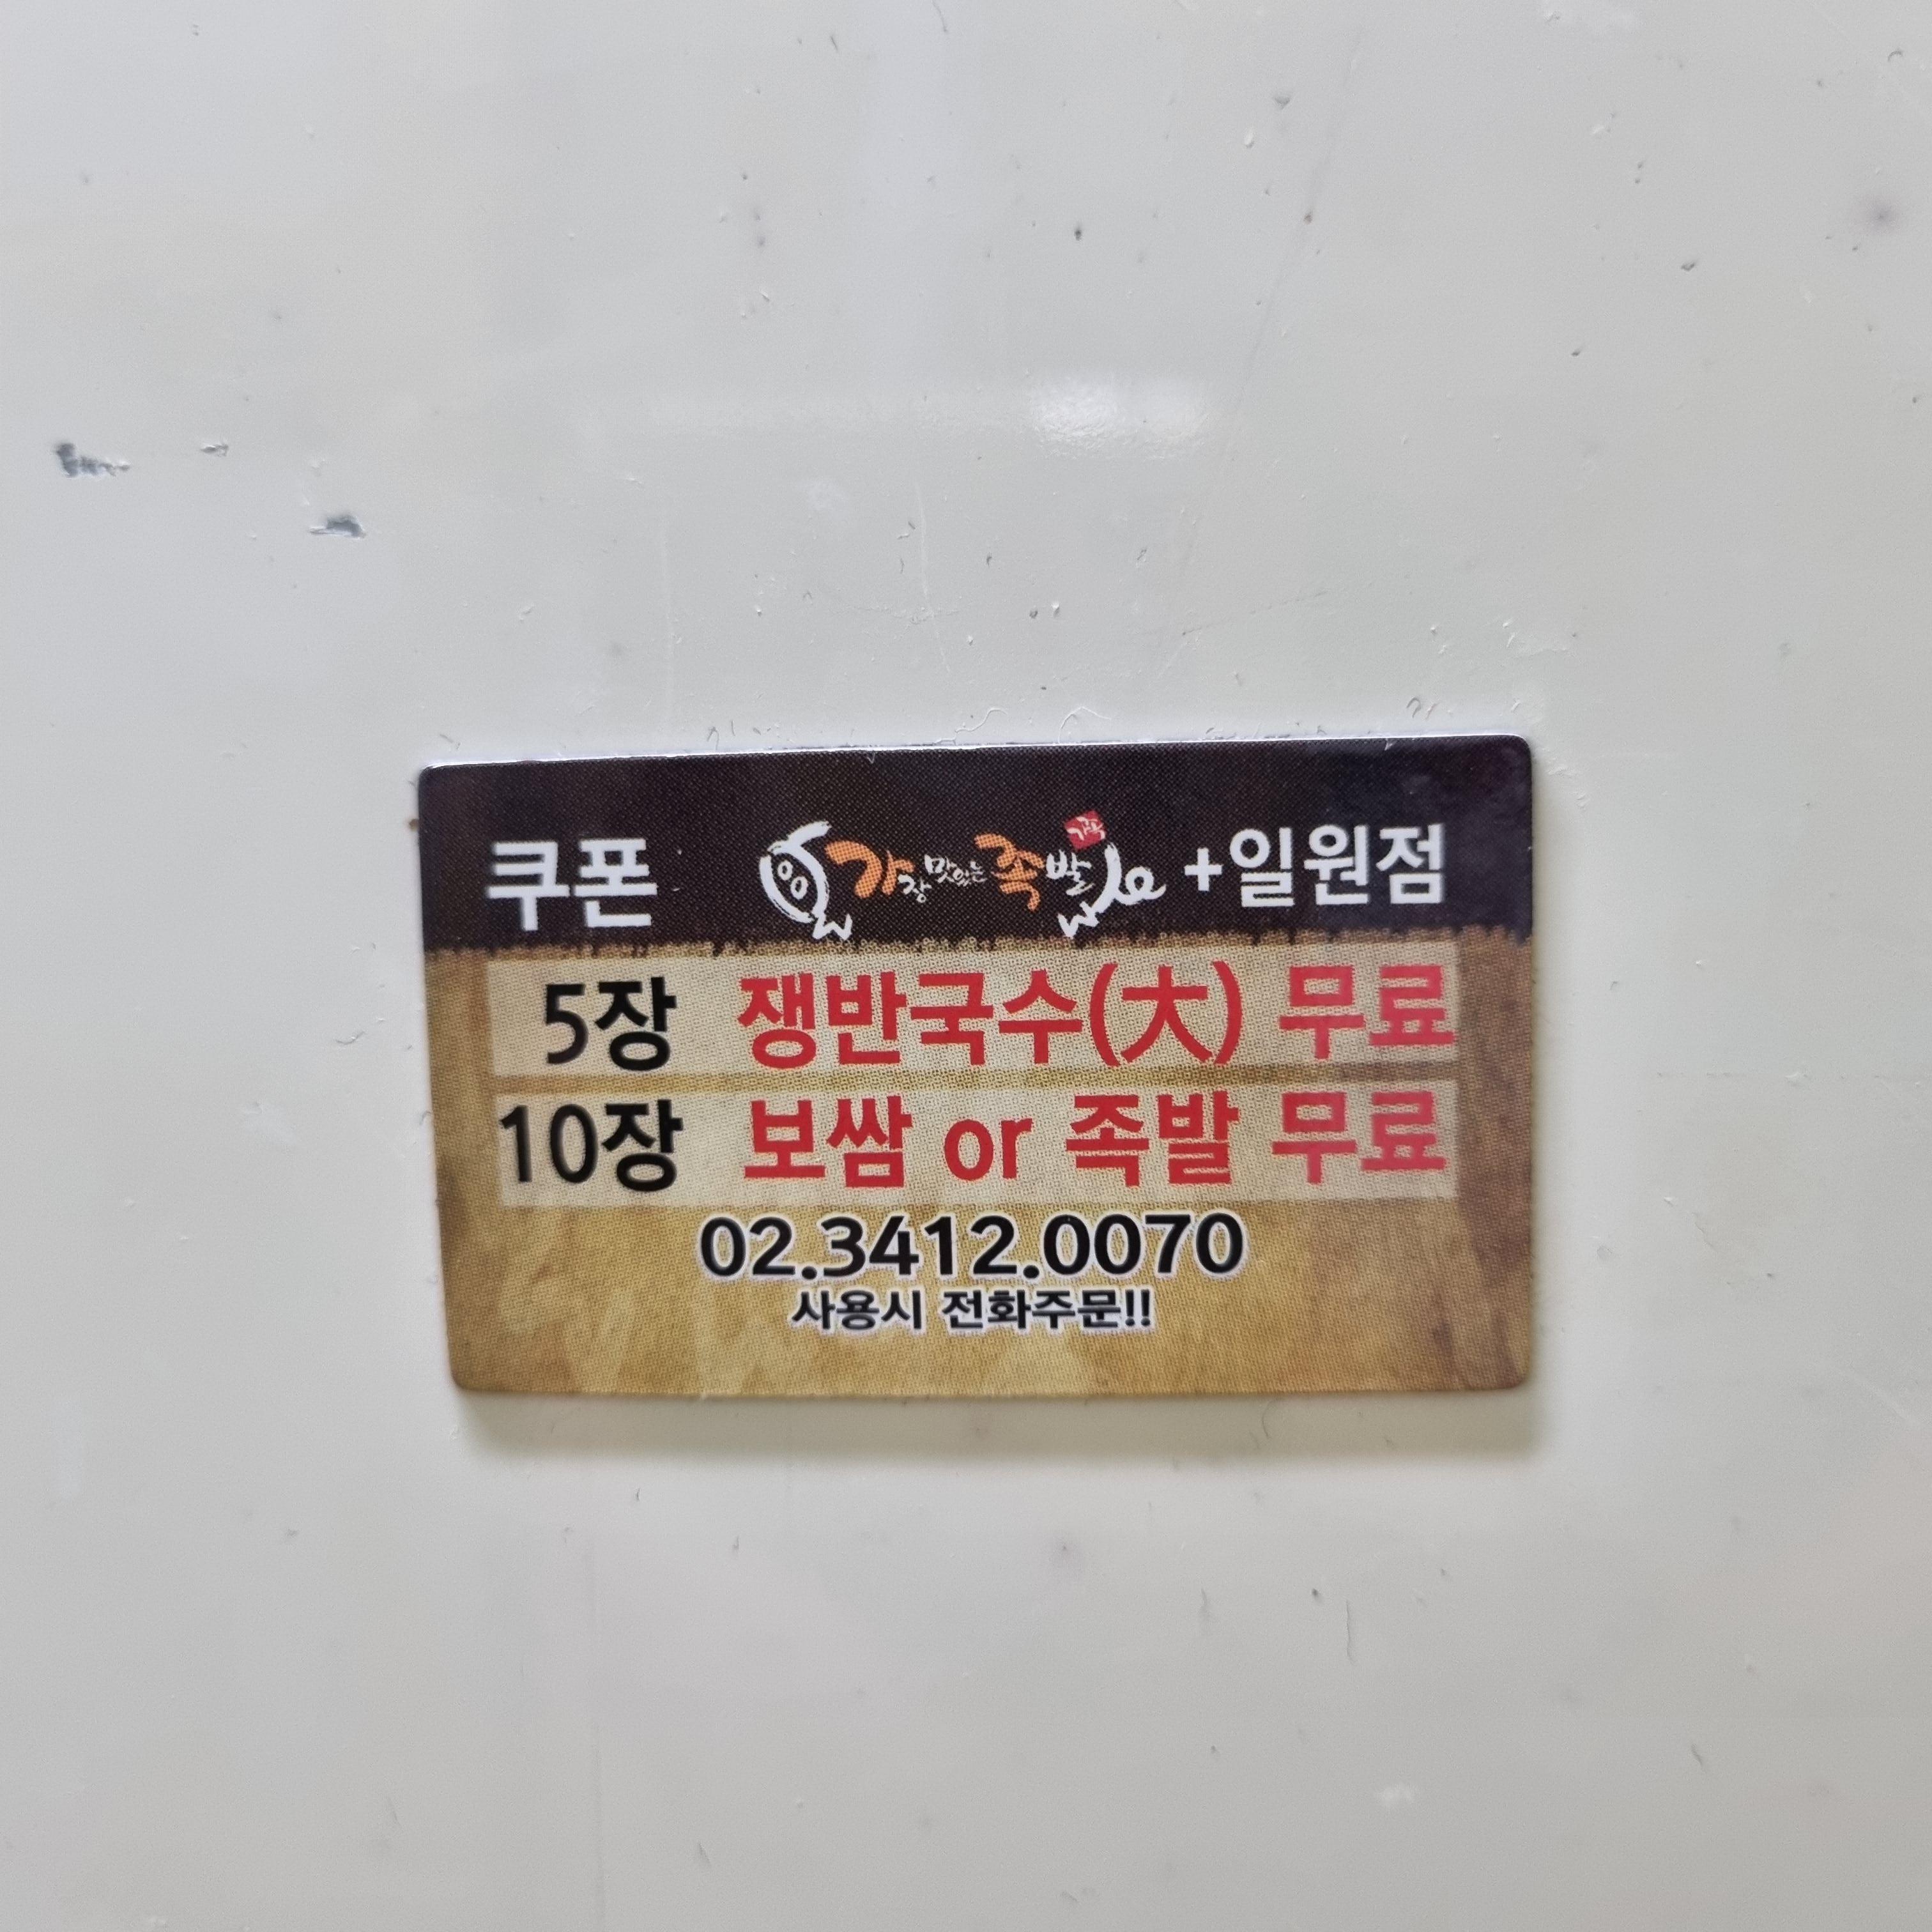 쿠폰 가장 맛있는 족발 가족 +일원점
5장 쟁반국수(大) 무료
10장 보쌈 or 족발 무료
02.3412.0070
사용시 전화주문!!